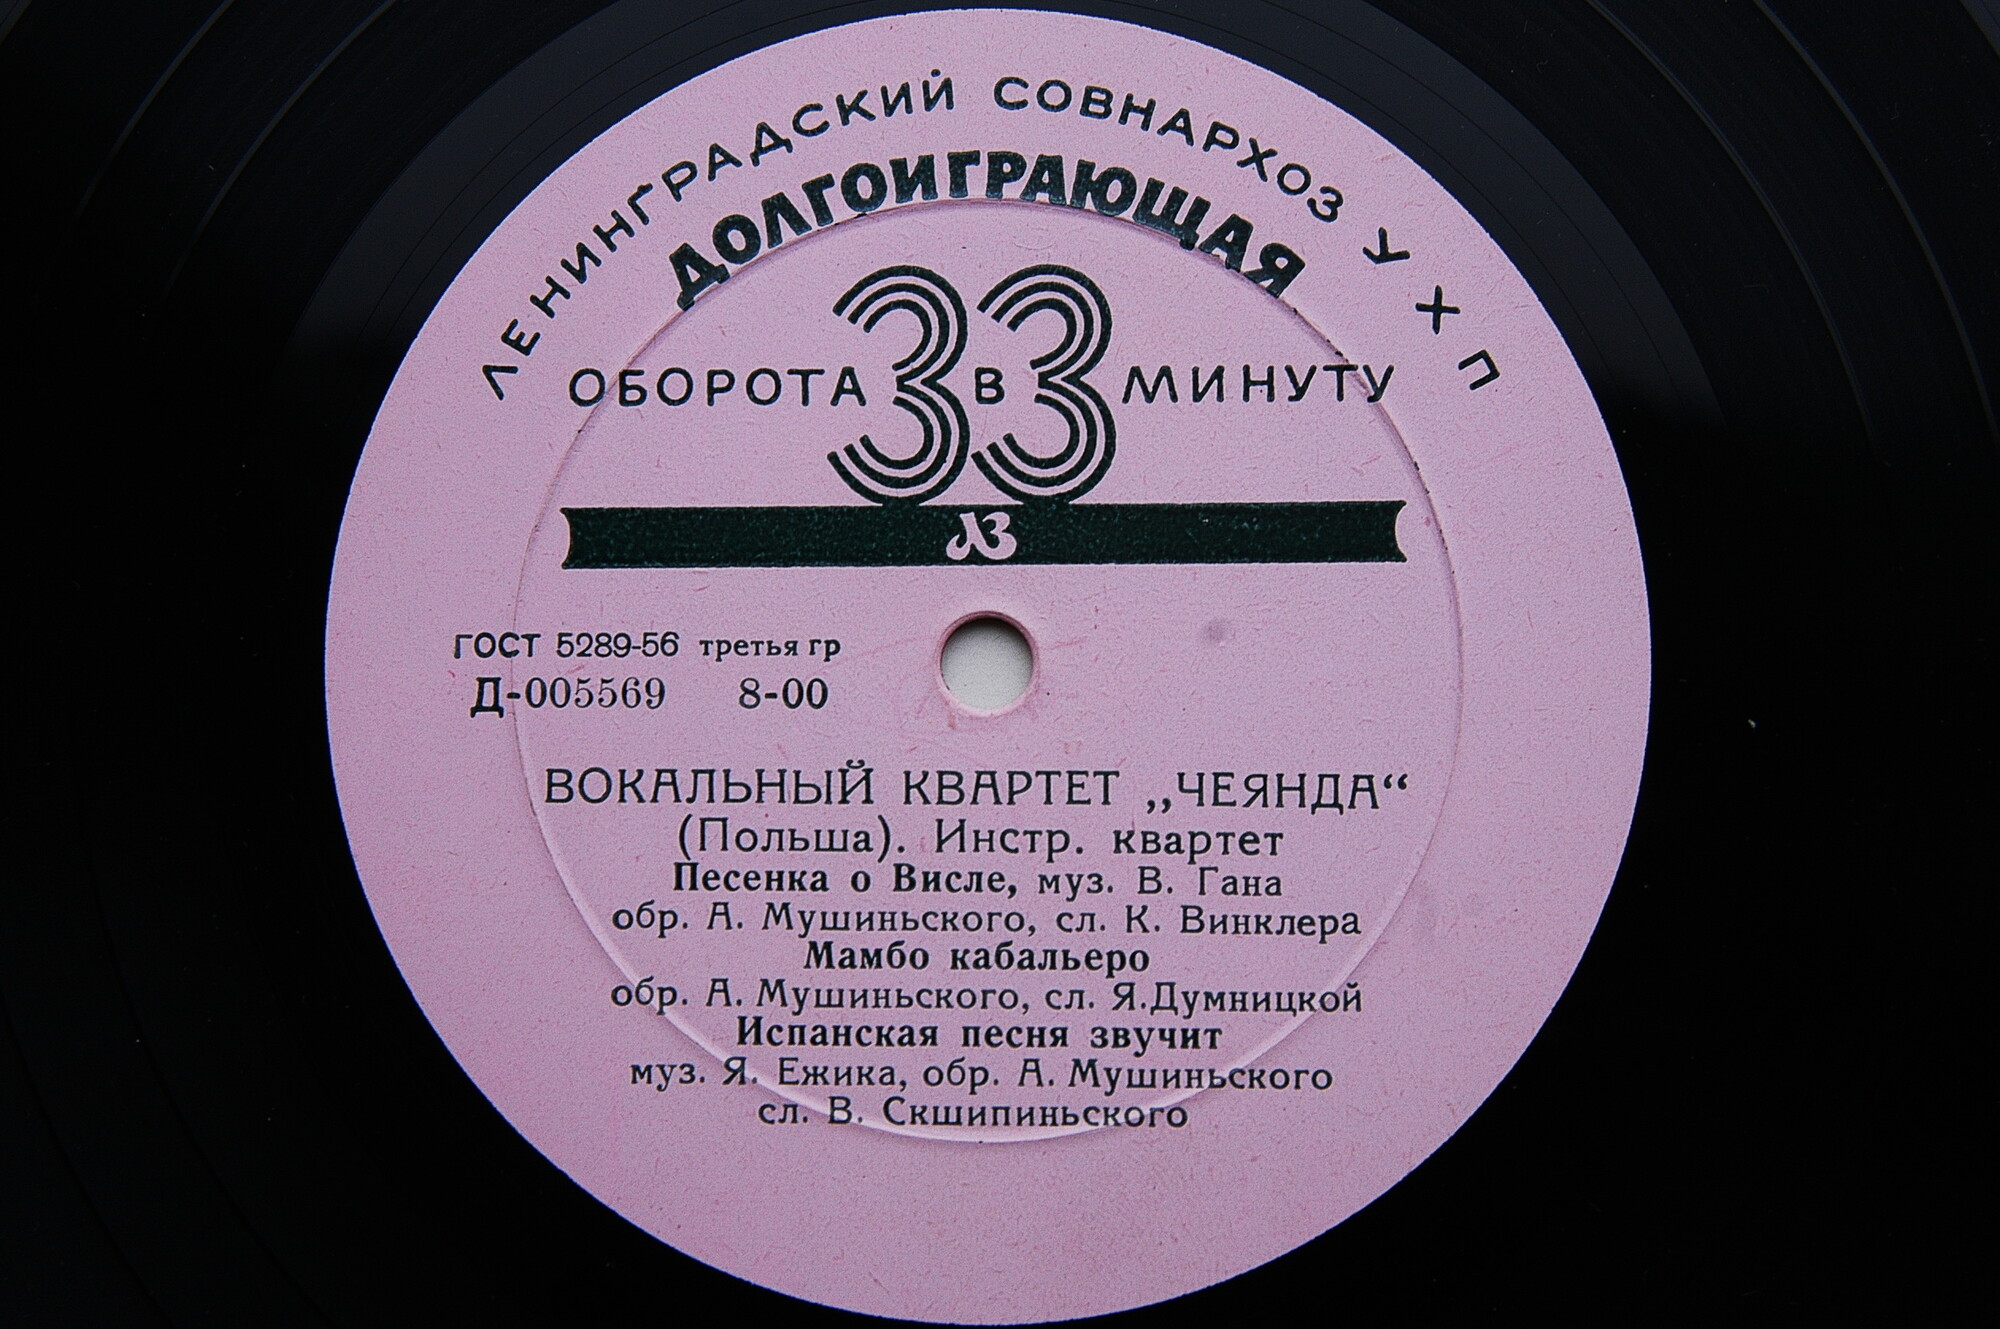 ЛЕНИНГРАДСКИЙ СОВНАРХОЗ УХП
ДОЛГОИГРАЮЩАЯ
33
ОБОРОТА В МИНУТУ
ЛЗ
ГОСТ 5289-56 третья гр
Д-005569 8-00
ВОКАЛЬНЫЙ КВАРТЕТ „ЧЕЯНДА“
(Польша). Инстр. квартет
Песенка о Висле, муз. В. Гана
обр. А. Мушиньского, сл. К. Винклера
Мамбо кабальеро
обр. А. Мушиньского, сл. Я.Думницкой
Испанская песня звучит
муз. Я. Ежика, обр. А. Мушиньского
сл. В. Скшипиньского